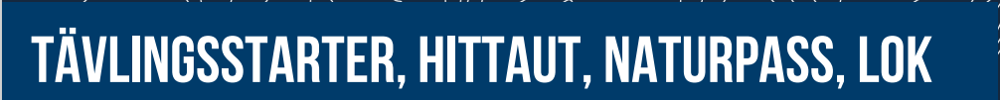 TÄVLINGSSTARTER, HITTAUT, NATURPASS, LOK